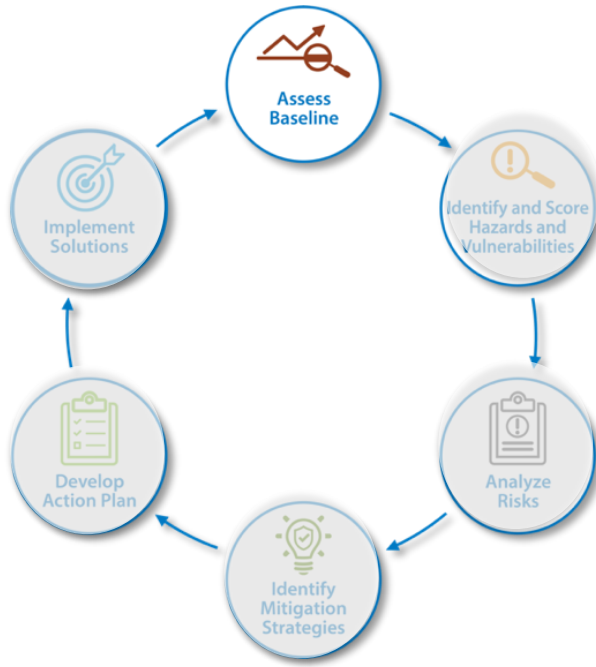 Assess
Baseline
Identify and Score
Hazards and
Vulnerabilities
Analyze
Risks
Identify
Mitigation
Strategies
Develop
Action Plan
Implement
Solutions